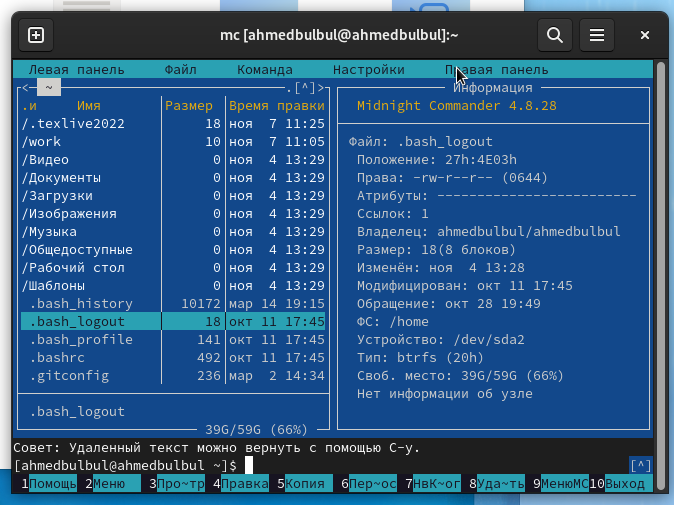 mc [ahmedbulbul@ahmedbulbul]:~
Левая панель Файл Команда Настройки Правая панель
<─ ~ .[^]>
.и Имя Размер Время правки
/.texlive2022 18 ноя 7 11:25
/work 10 ноя 7 11:05
/Видео 0 ноя 4 13:29
/Документы 0 ноя 4 13:29
/Загрузки 0 ноя 4 13:29
/Изображения 0 ноя 4 13:29
/Музыка 0 ноя 4 13:29
/Общедоступные 0 ноя 4 13:29
/Рабочий стол 0 ноя 4 13:29
/Шаблоны 0 ноя 4 13:29
.bash_history 10172 мар 14 19:15
.bash_logout 18 окт 11 17:45
.bash_profile 141 окт 11 17:45
.bashrc 492 окт 11 17:45
.gitconfig 236 мар 2 14:34
.bash_logout
39G/59G (66%)
Информация
Midnight Commander 4.8.28
Файл: .bash_logout
Положение: 27h:4E03h
Права: -rw-r--r-- (0644)
Атрибуты: ------------------------
Ссылок: 1
Владелец: ahmedbulbul/ahmedbulbul
Размер: 18(8 блоков)
Изменён: ноя 4 13:28
Модифицирован: окт 11 17:45
Обращение: окт 28 19:49
ФС: /home
Устройство: /dev/sda2
Тип: btrfs (20h)
Своб. место: 39G/59G (66%)
Нет информации об узле
Совет: Удаленный текст можно вернуть с помощью C-y.
[ahmedbulbul@ahmedbulbul ~]$ [^]
1Помощь 2Меню 3Про~тр 4Правка 5Копия 6Пер~ос 7НвК~ог 8Уда~ть 9МенюMC 10Выход